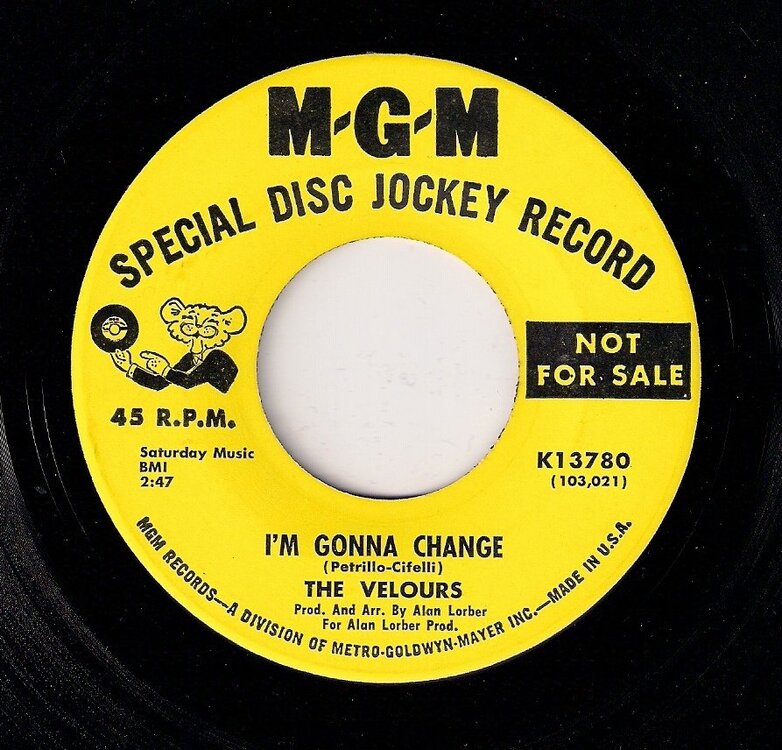 M-G-M
SPECIAL DISC JOCKEY RECORD
NOT
FOR SALE
45 R.P.M.
Saturday Music
BMI
2:47
K13780
(103,021)
I'M GONNA CHANGE
(Petrillo-Cifelli)
THE VELOURS
Prod. And Arr. By Alan Lorber
For Alan Lorber Prod.
MGM RECORDS—A DIVISION OF METRO-GOLDWYN-MAYER INC.—MADE IN U.S.A.